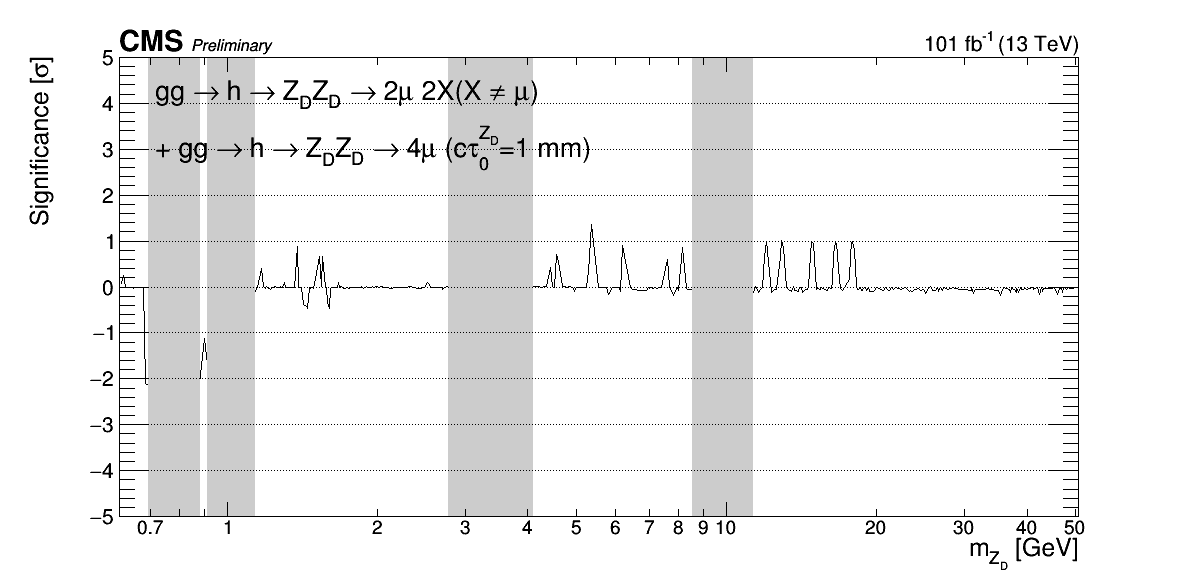 CMS Preliminary 101 fb⁻¹ (13 TeV)
Significance [σ]
gg → h → Z_D Z_D → 2μ 2X(X ≠ μ)
+ gg → h → Z_D Z_D → 4μ (cτ₀^{Z_D}=1 mm)
5
4
3
2
1
0
−1
−2
−3
−4
−5
0.7 1 2 3 4 5 6 7 8 9 10 20 30 40 50
m_{Z_D} [GeV]